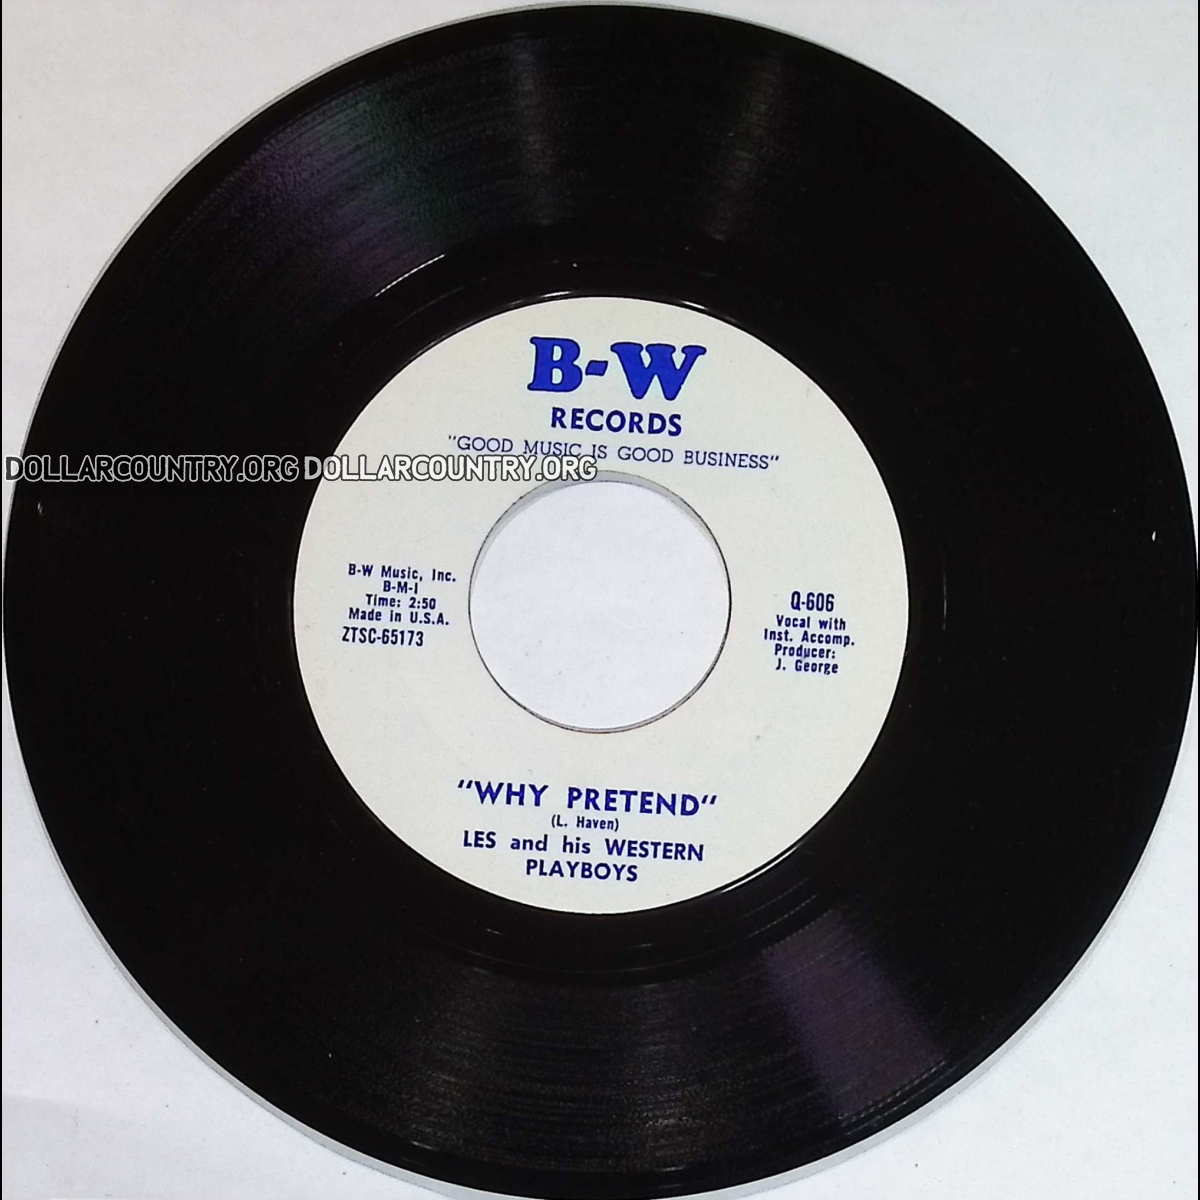 B-W
RECORDS
"GOOD MUSIC IS GOOD BUSINESS"
DOLLARCOUNTRY.ORG DOLLARCOUNTRY.ORG
B-W Music, Inc.
B-M-I
Time: 2:50
Made in U.S.A.
ZTSC-65173
Q-606
Vocal with
Inst. Accomp.
Producer:
J. George
"WHY PRETEND"
(L. Haven)
LES and his WESTERN
PLAYBOYS